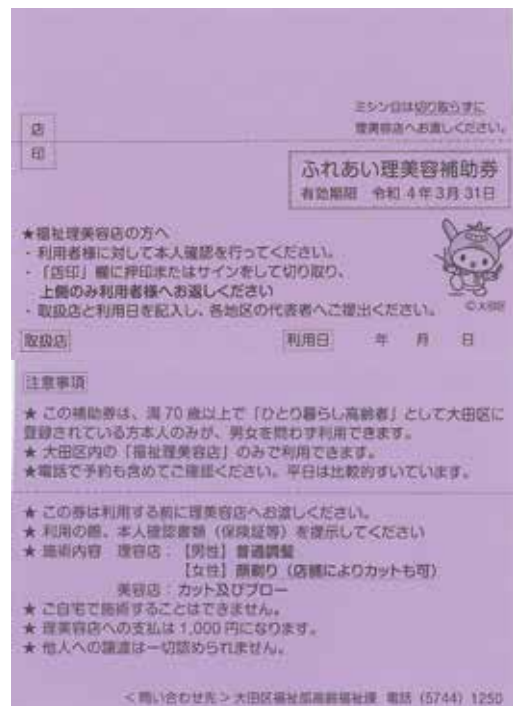 ミシン目は切り取らずに
理美容店へお渡しください。
店
印
ふれあい理美容補助券
有効期限 令和 4年3月 31日
★福祉理美容店の方へ
・利用者様に対して本人確認を行ってください。
・「店印」欄に押印またはサインをして切り取り、
上側のみ利用者様へお返しください
・取扱店と利用日を記入し、各地区の代表者へご提出ください。
©大田区
取扱店 利用日 年 月 日
注意事項
★ この補助券は、満 70 歳以上で「ひとり暮らし高齢者」として大田区に
登録されている方本人のみが、男女を問わず利用できます。
★ 大田区内の「福祉理美容店」のみで利用できます。
★電話で予約も含めてご確認ください。平日は比較的すいています。
★ この券は利用する前に理美容店へお渡しください。
★ 利用の際、本人確認書類（保険証等）を提示してください
★ 施術内容 理容店：【男性】普通調髪
【女性】顔剃り（店舗によりカットも可）
美容店：カット及びブロー
★ ご自宅で施術することはできません。
★ 理美容店への支払は 1,000 円になります。
★ 他人への譲渡は一切認められません。
＜問い合わせ先＞大田区福祉部高齢福祉課 電話 (5744) 1250